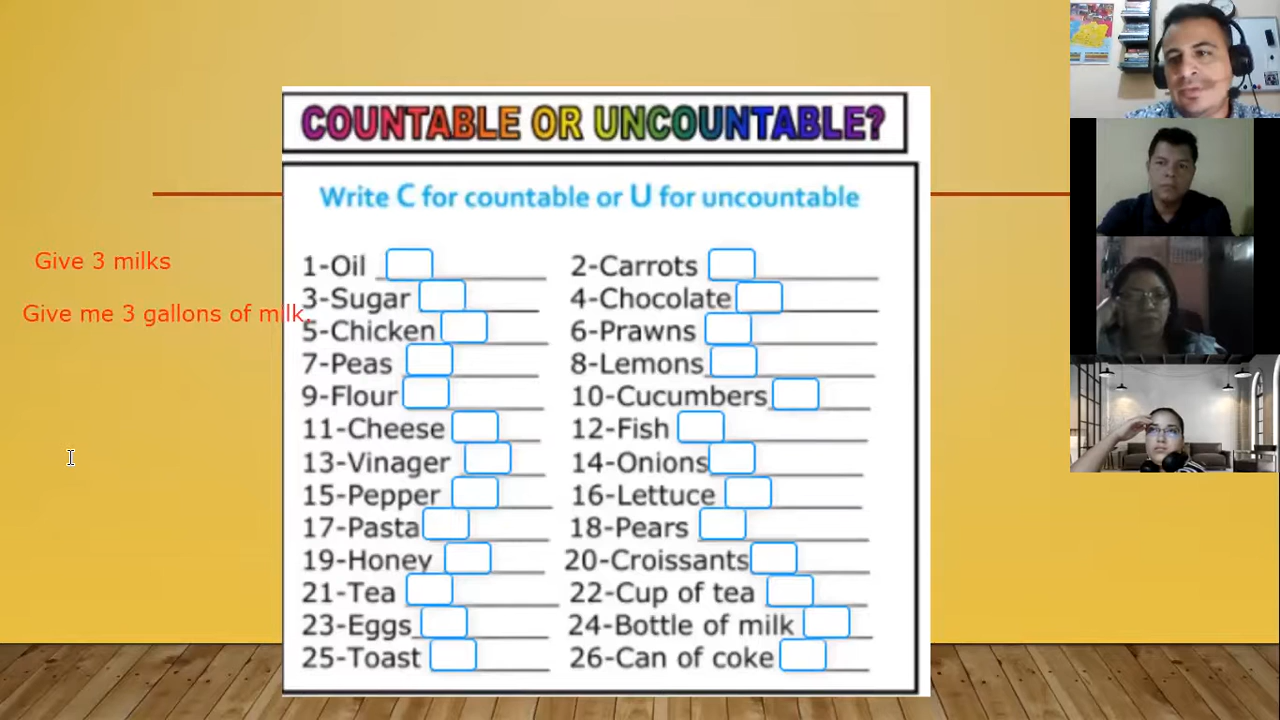 COUNTABLE OR UNCOUNTABLE?
Write C for countable or U for uncountable
Give 3 milks
Give me 3 gallons of milk.
1-Oil
2-Carrots
3-Sugar
4-Chocolate
5-Chicken
6-Prawns
7-Peas
8-Lemons
9-Flour
10-Cucumbers
11-Cheese
12-Fish
13-Vinager
14-Onions
15-Pepper
16-Lettuce
17-Pasta
18-Pears
19-Honey
20-Croissants
21-Tea
22-Cup of tea
23-Eggs
24-Bottle of milk
25-Toast
26-Can of coke